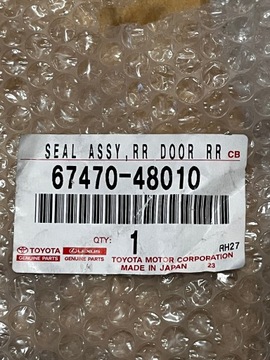 SEAL ASSY,RR DOOR RR CB
67470-48010
QTY: 1 RH27
TOYOTA LEXUS TOYOTA MOTOR CORPORATION
GENUINE PARTS GENUINE PARTS MADE IN JAPAN 23